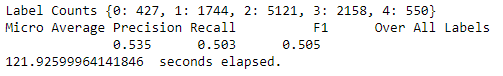 Label Counts {0: 427, 1: 1744, 2: 5121, 3: 2158, 4: 550}
Micro Average Precision Recall F1 Over All Labels
0.535 0.503 0.505
121.92599964141846 seconds elapsed.